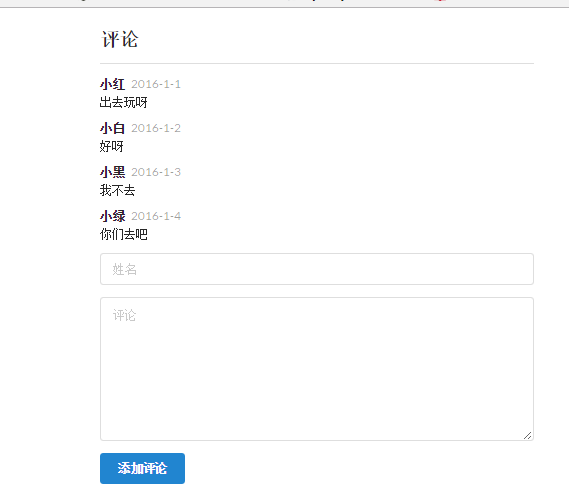 评论
小红 2016-1-1
出去玩呀
小白 2016-1-2
好呀
小黑 2016-1-3
我不去
小绿 2016-1-4
你们去吧
姓名
评论
添加评论